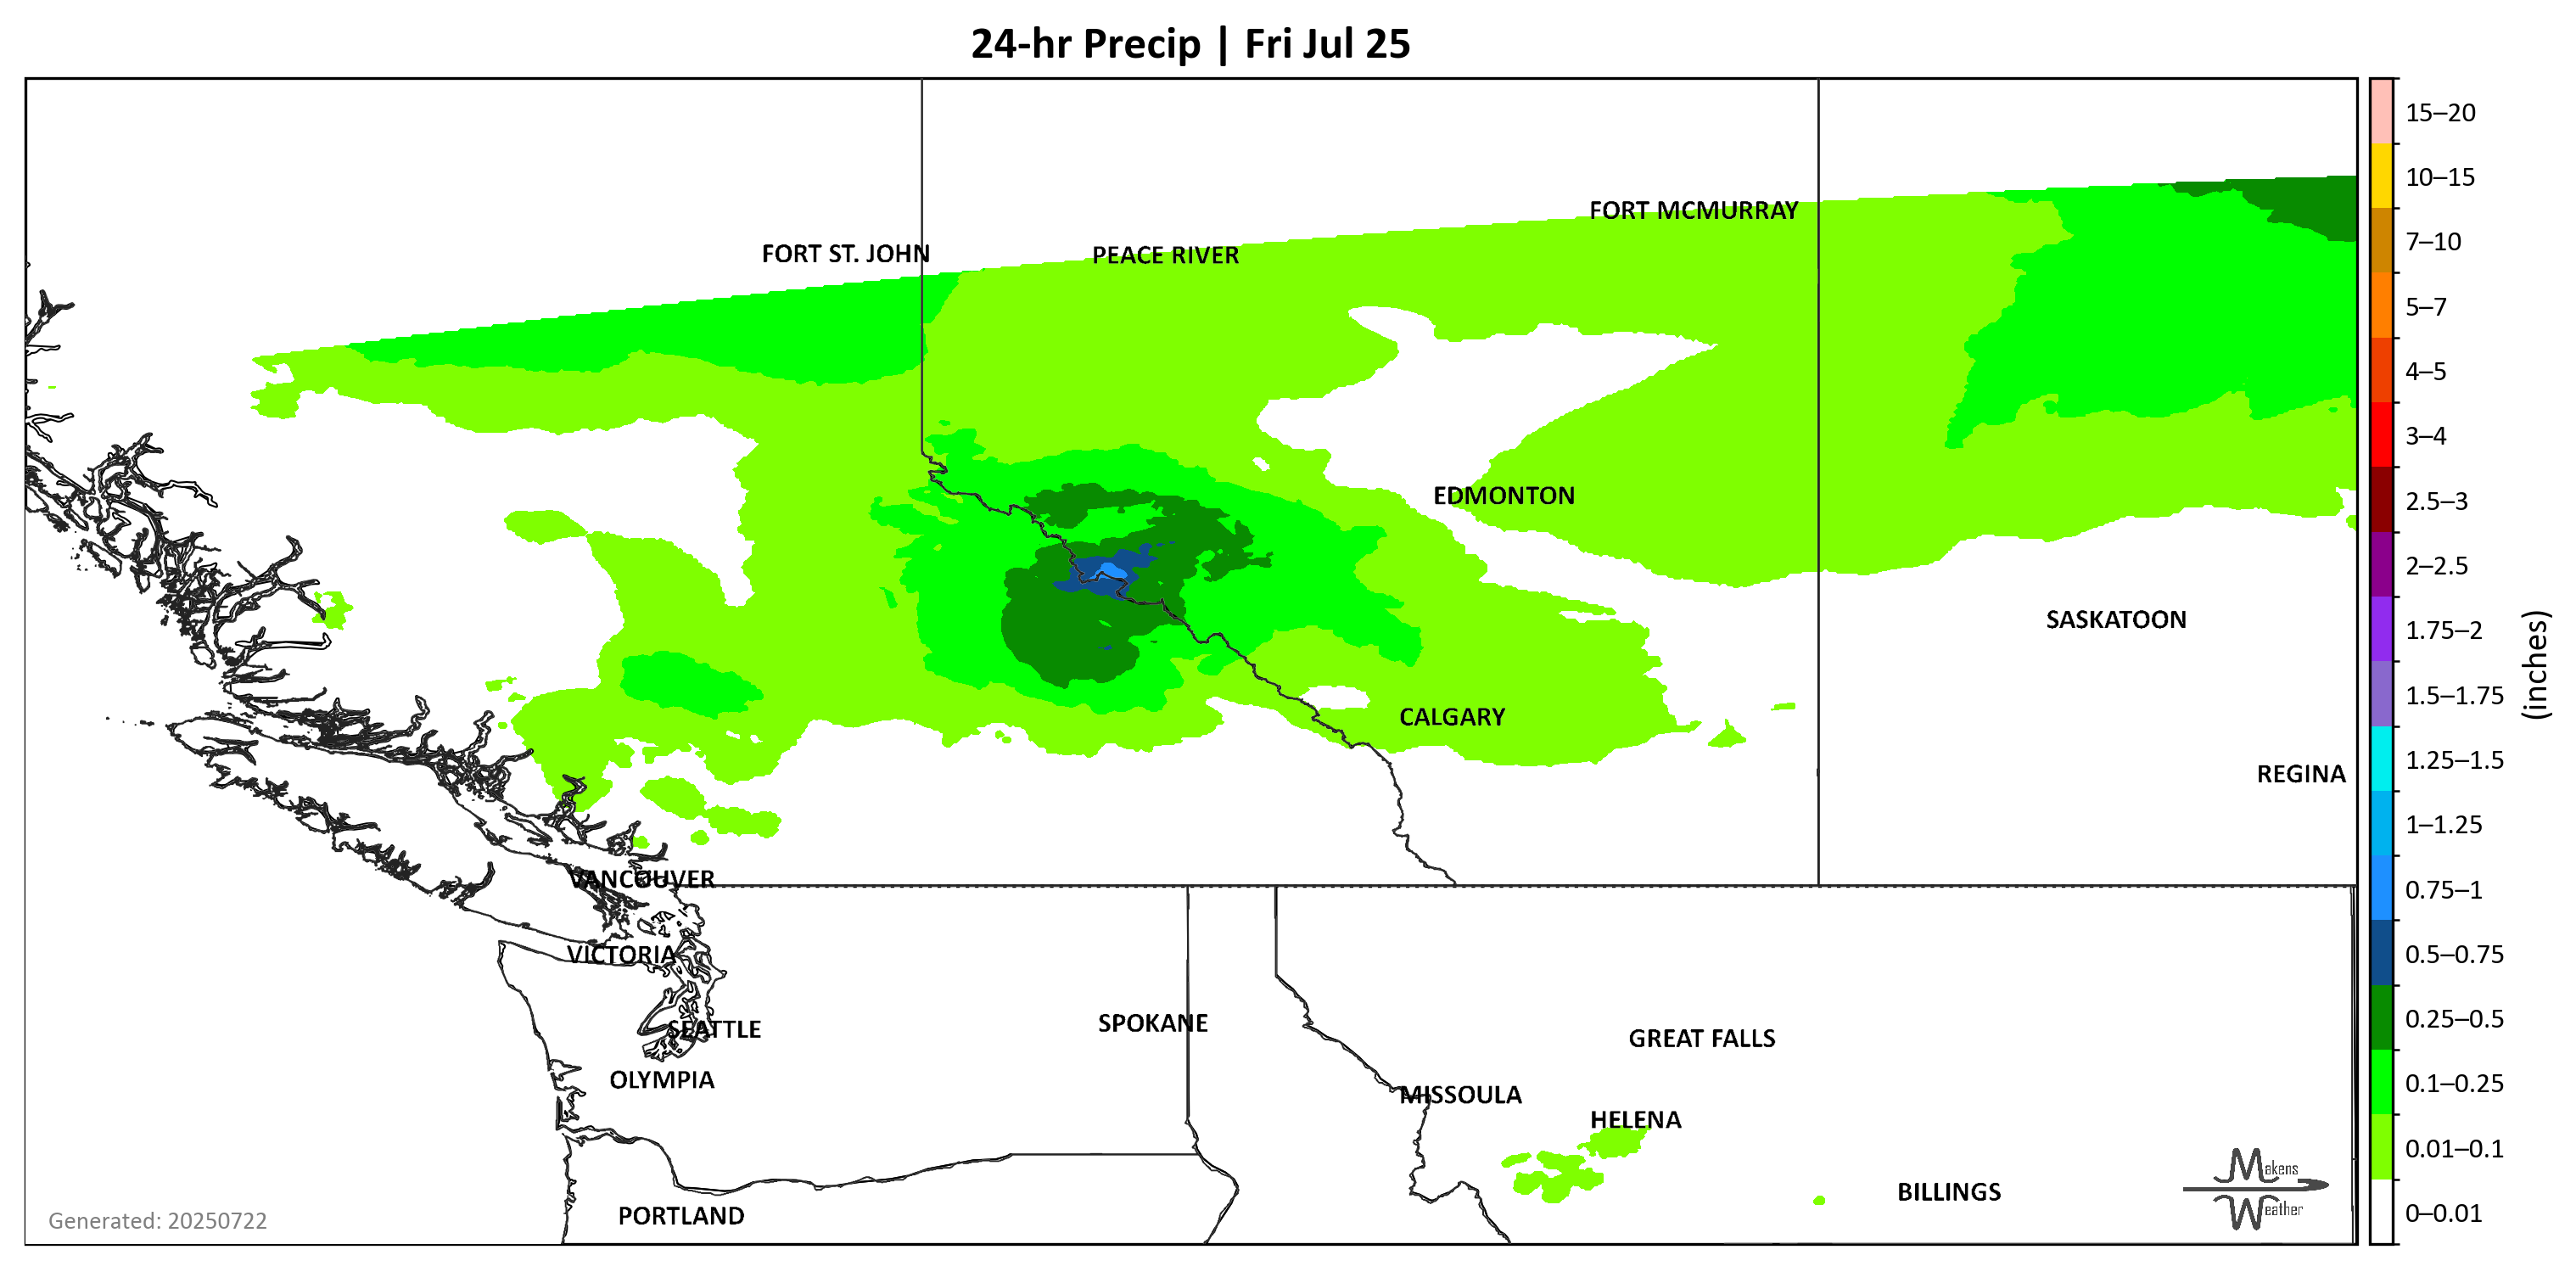 24-hr Precip | Fri Jul 25
15–20
10–15
FORT MCMURRAY
7–10
FORT ST. JOHN
PEACE RIVER
5–7
4–5
3–4
EDMONTON
2.5–3
2–2.5
SASKATOON
1.75–2
(inches)
1.5–1.75
CALGARY
1.25–1.5
REGINA
1–1.25
VANCOUVER
0.75–1
VICTORIA
0.5–0.75
SEATTLE
SPOKANE
GREAT FALLS
0.25–0.5
OLYMPIA
MISSOULA
0.1–0.25
HELENA
0.01–0.1
Makens
Weather
BILLINGS
PORTLAND
0–0.01
Generated: 20250722